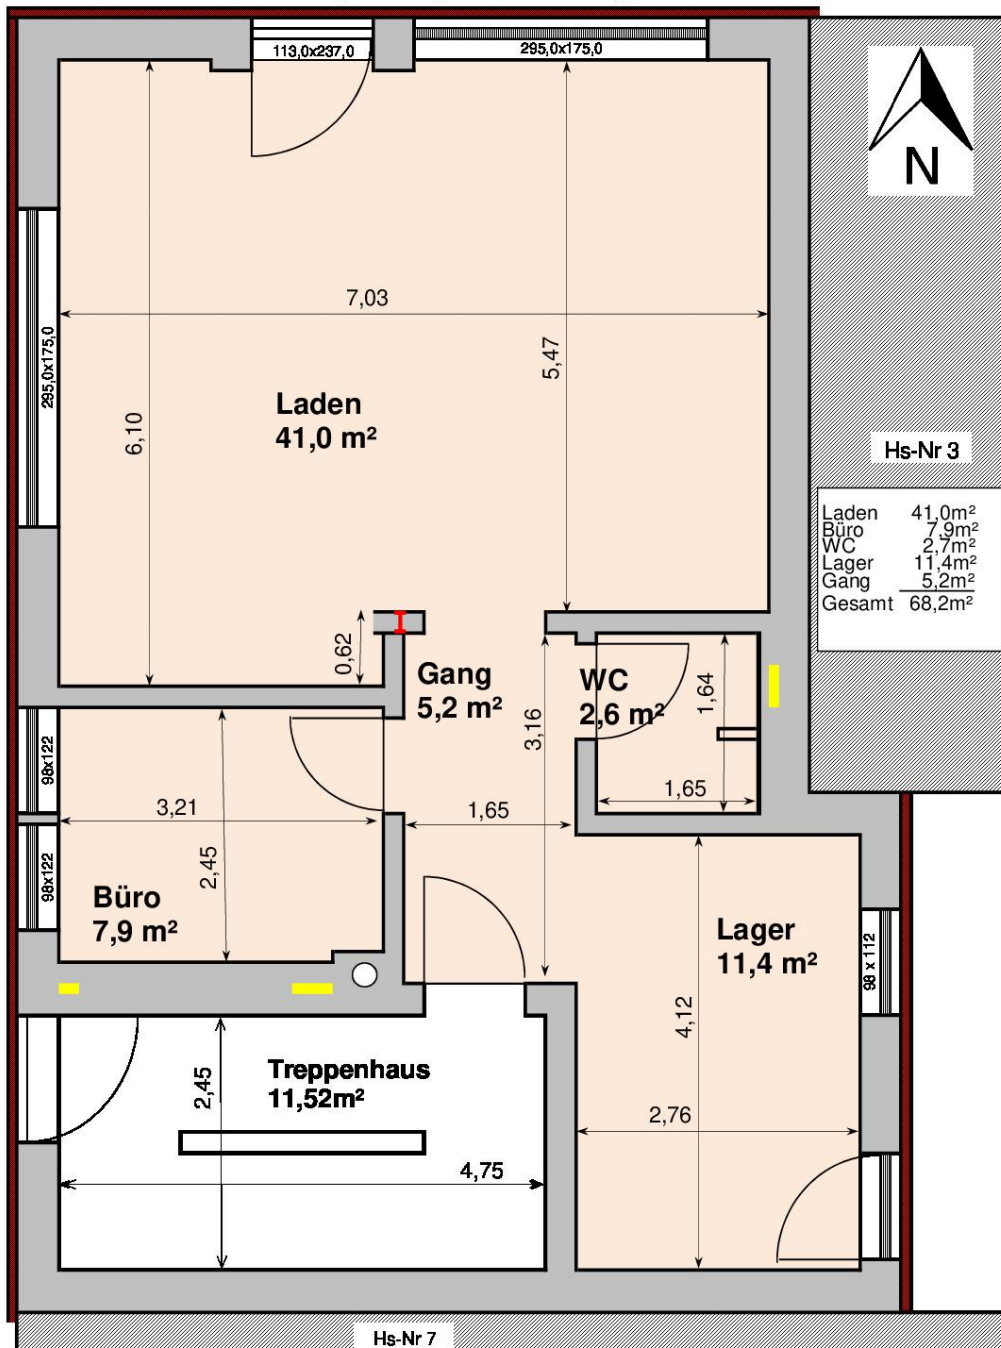 113,0x237,0
295,0x175,0
N
7,03
295,0x175,0
5,47
6,10
Laden
41,0 m²
Hs-Nr 3
Laden 41,0m²
Büro 7,9m²
WC 2,7m²
Lager 11,4m²
Gang 5,2m²
Gesamt 68,2m²
0,62
Gang
5,2 m²
WC
2,6 m²
1,64
3,16
98x122
3,21
1,65
1,65
2,45
98x122
Büro
7,9 m²
Lager
11,4 m²
98 x 112
4,12
Treppenhaus
11,52m²
2,45
2,76
4,75
Hs-Nr 7